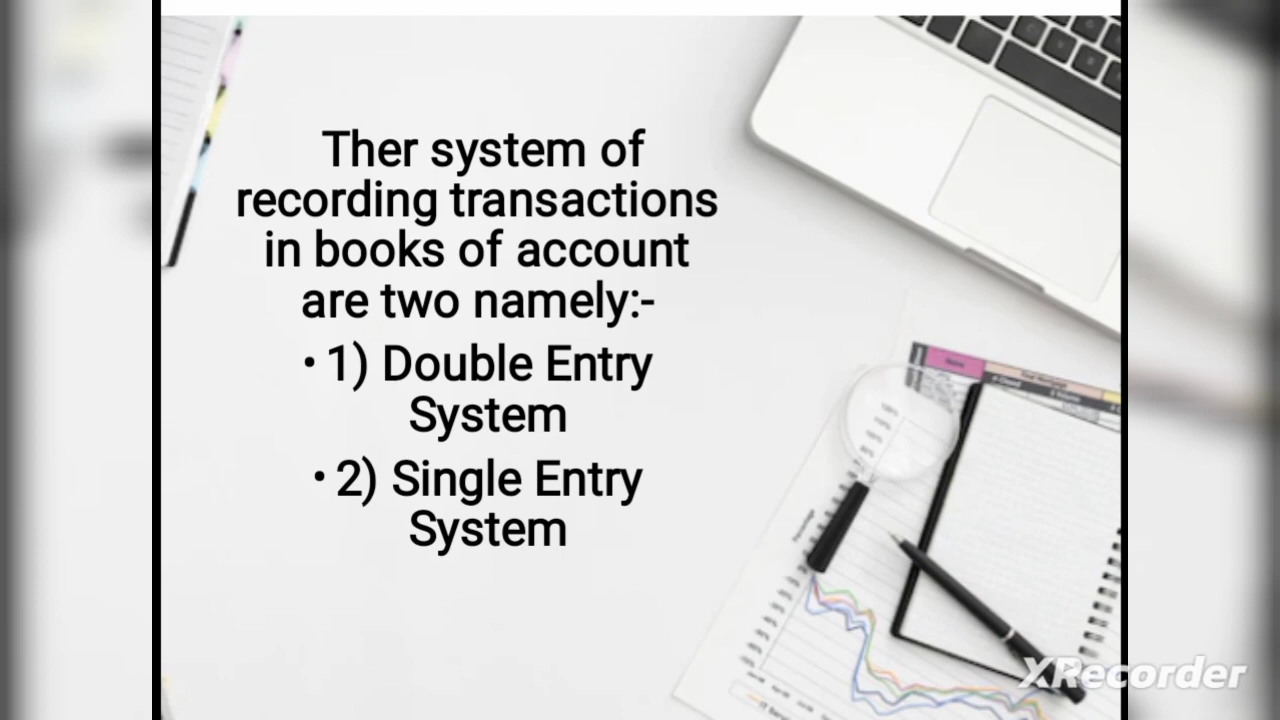 Ther system of
recording transactions
in books of account
are two namely:-
• 1) Double Entry
System
• 2) Single Entry
System
XRecorder